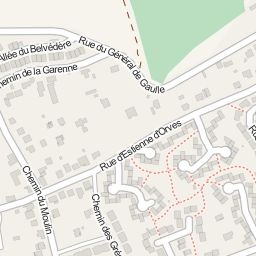 Allée du Belvédère
Rue du Général de Gaulle
Chemin de la Garenne
Rue d'Estienne d'Orves
Chemin du Moulin
Chemin des Grè